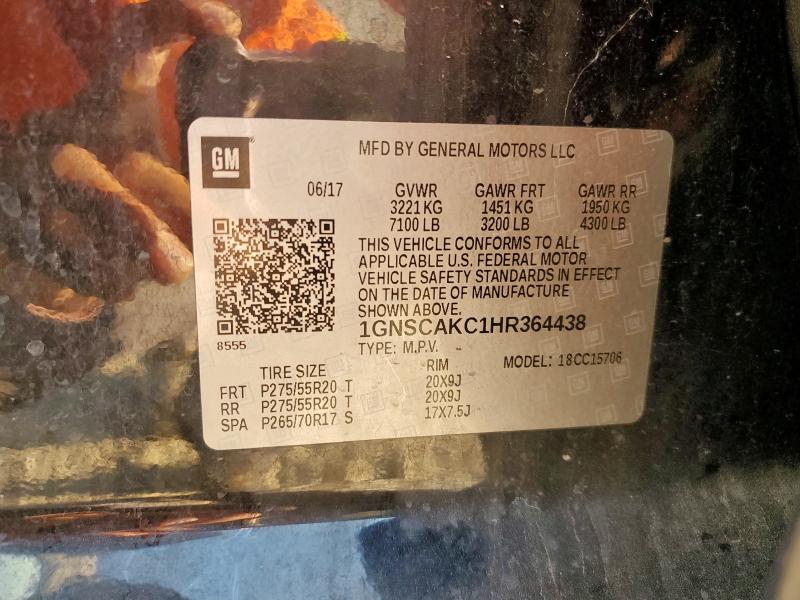 GM
MFD BY GENERAL MOTORS LLC
06/17 GVWR GAWR FRT GAWR RR
3221 KG 1451 KG 1950 KG
7100 LB 3200 LB 4300 LB
THIS VEHICLE CONFORMS TO ALL
APPLICABLE U.S. FEDERAL MOTOR
VEHICLE SAFETY STANDARDS IN EFFECT
ON THE DATE OF MANUFACTURE
SHOWN ABOVE.
1GNSCAKC1HR364438
8555
TYPE: M.P.V.
MODEL: 18CC15706
TIRE SIZE RIM
FRT P275/55R20 T 20X9J
RR P275/55R20 T 20X9J
SPA P265/70R17 S 17X7.5J